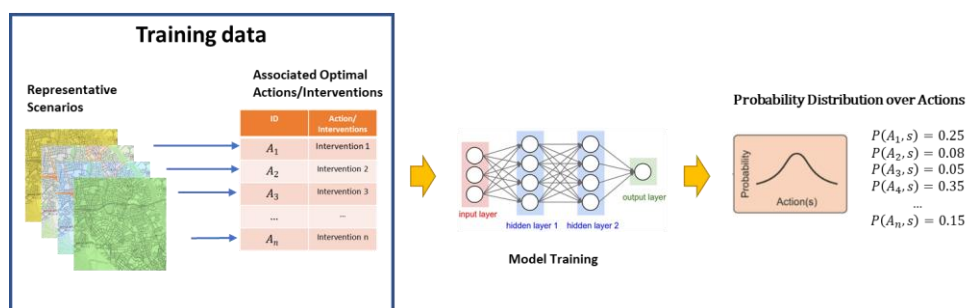 Training data
Representative
Scenarios
Associated Optimal
Actions/Interventions
ID Action/
Interventions
A₁ Intervention 1
A₂ Intervention 2
A₃ Intervention 3
... ...
Aₙ Intervention n
input layer
hidden layer 1 hidden layer 2
output layer
Model Training
Probability Distribution over Actions
Probability
Action(s)
P(A₁, s) = 0.25
P(A₂, s) = 0.08
P(A₃, s) = 0.05
P(A₄, s) = 0.35
...
P(Aₙ, s) = 0.15